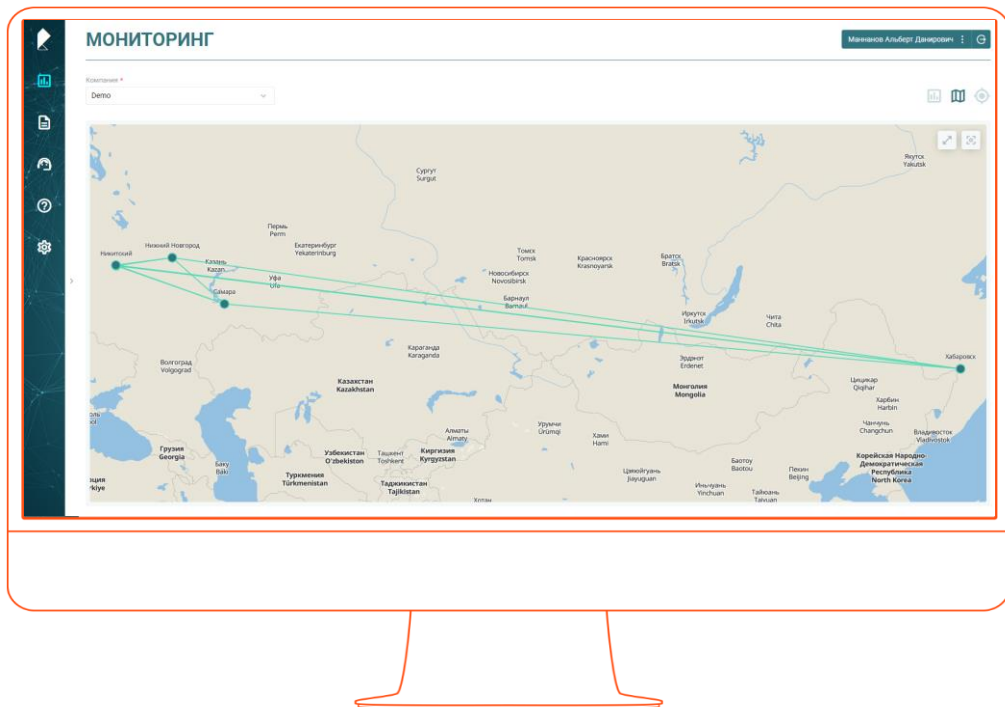 МОНИТОРИНГ
Маннанов Альберт Данирович
Компания *
Demo
Якутск
Yakutsk
Сургут
Surgut
Пермь
Perm
Нижний Новгород
Екатеринбург
Yekaterinburg
Никитский
Казань
Kazan
Томск
Tomsk
Красноярск
Krasnoyarsk
Братск
Bratsk
Новосибирск
Novosibirsk
Уфа
Ufa
Самара
Барнаул
Barnaul
Иркутск
Irkutsk
Чита
Chita
Караганда
Karaganda
Волгоград
Volgograd
Эрдэнэт
Erdenet
Хабаровск
Казахстан
Kazakhstan
Монголия
Mongolia
Цицикар
Qiqihar
Харбин
Harbin
Алматы
Almaty
Урумчи
Ürümqi
Хами
Hami
Чанчунь
Changchun
Владивосток
Vladivostok
Грузия
Georgia
Узбекистан
O'zbekiston
Ташкент
Toshkent
Киргизия
Kyrgyzstan
Баку
Bakı
Туркмения
Türkmenistan
Таджикистан
Tajikistan
Цзяюйгуань
Jiayuguan
Баотоу
Baotou
Пекин
Beijing
Корейская Народно-
Демократическая
Республика
North Korea
Иньчуань
Yinchuan
Тайюань
Taiyuan
Хотан